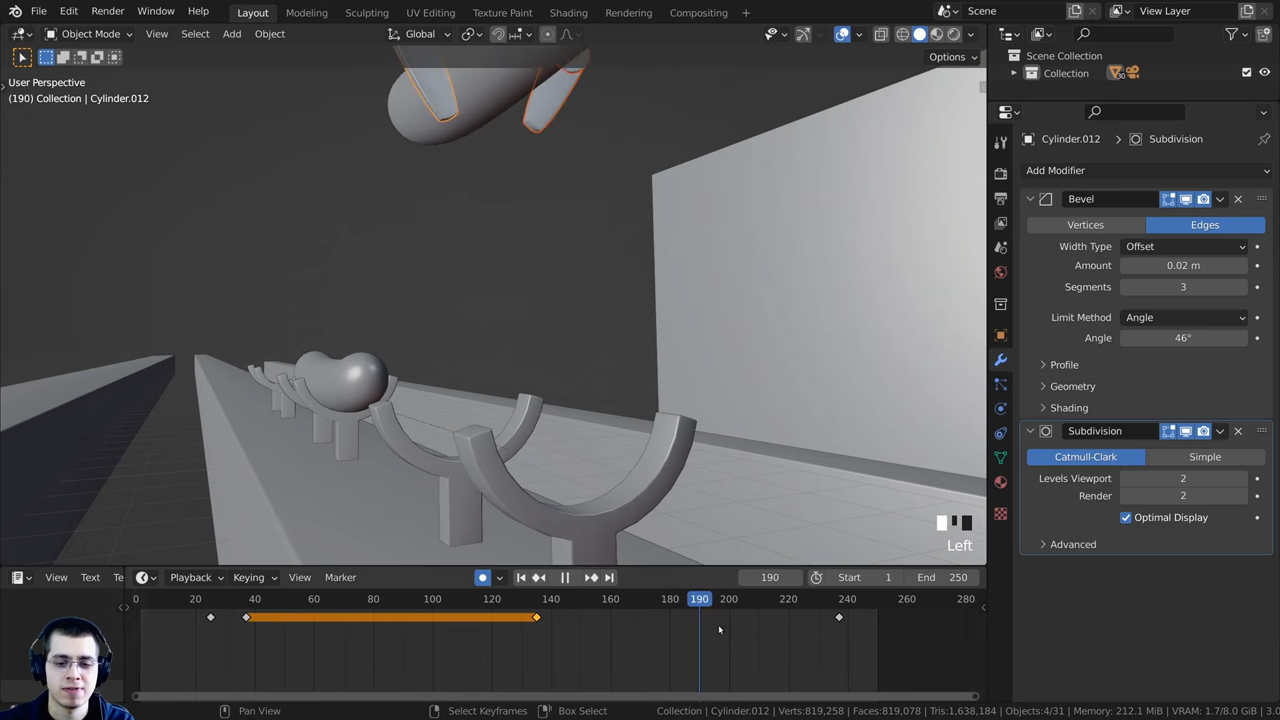 File Edit Render Window Help Layout Modeling Sculpting UV Editing Texture Paint Shading Rendering Compositing + Scene View Layer
Object Mode View Select Add Object Global
Options
User Perspective
(190) Collection | Cylinder.012
Scene Collection
Collection 30
Cylinder.012 > Subdivision
Add Modifier
Bevel
Vertices Edges
Width Type Offset
Amount 0.02 m
Segments 3
Limit Method Angle
Angle 46°
Profile
Geometry
Shading
Subdivision
Catmull-Clark Simple
Levels Viewport 2
Render 2
Optimal Display
Advanced
Left
View Text Te Playback Keying View Marker 190 Start 1 End 250
0 20 40 60 80 100 120 140 160 180 190 200 220 240 260 280
Pan View Select Keyframes Box Select Collection | Cylinder.012 | Verts:819,258 | Faces:819,078 | Tris:1,638,184 | Objects:4/31 | Memory: 212.1 MiB | VRAM: 1.7/8.0 GiB | 3.